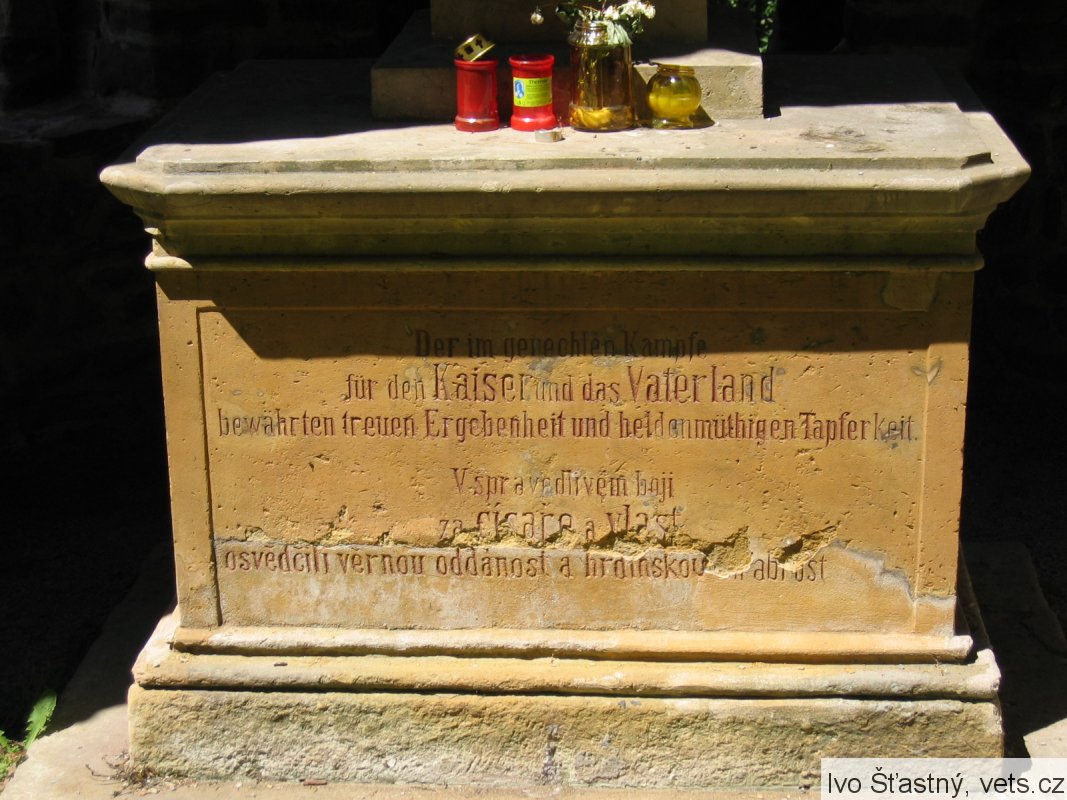 Der im gerechten Kampfe
für den Kaiser und das Vaterland
bewährten treuen Ergebenheit und heldenmüthigen Tapferkeit.
V spravedlivém boji
za císaře a vlast
osvědčili věrnou oddanost a hrdinskou chrabrost
Ivo Šťastný, vets.cz